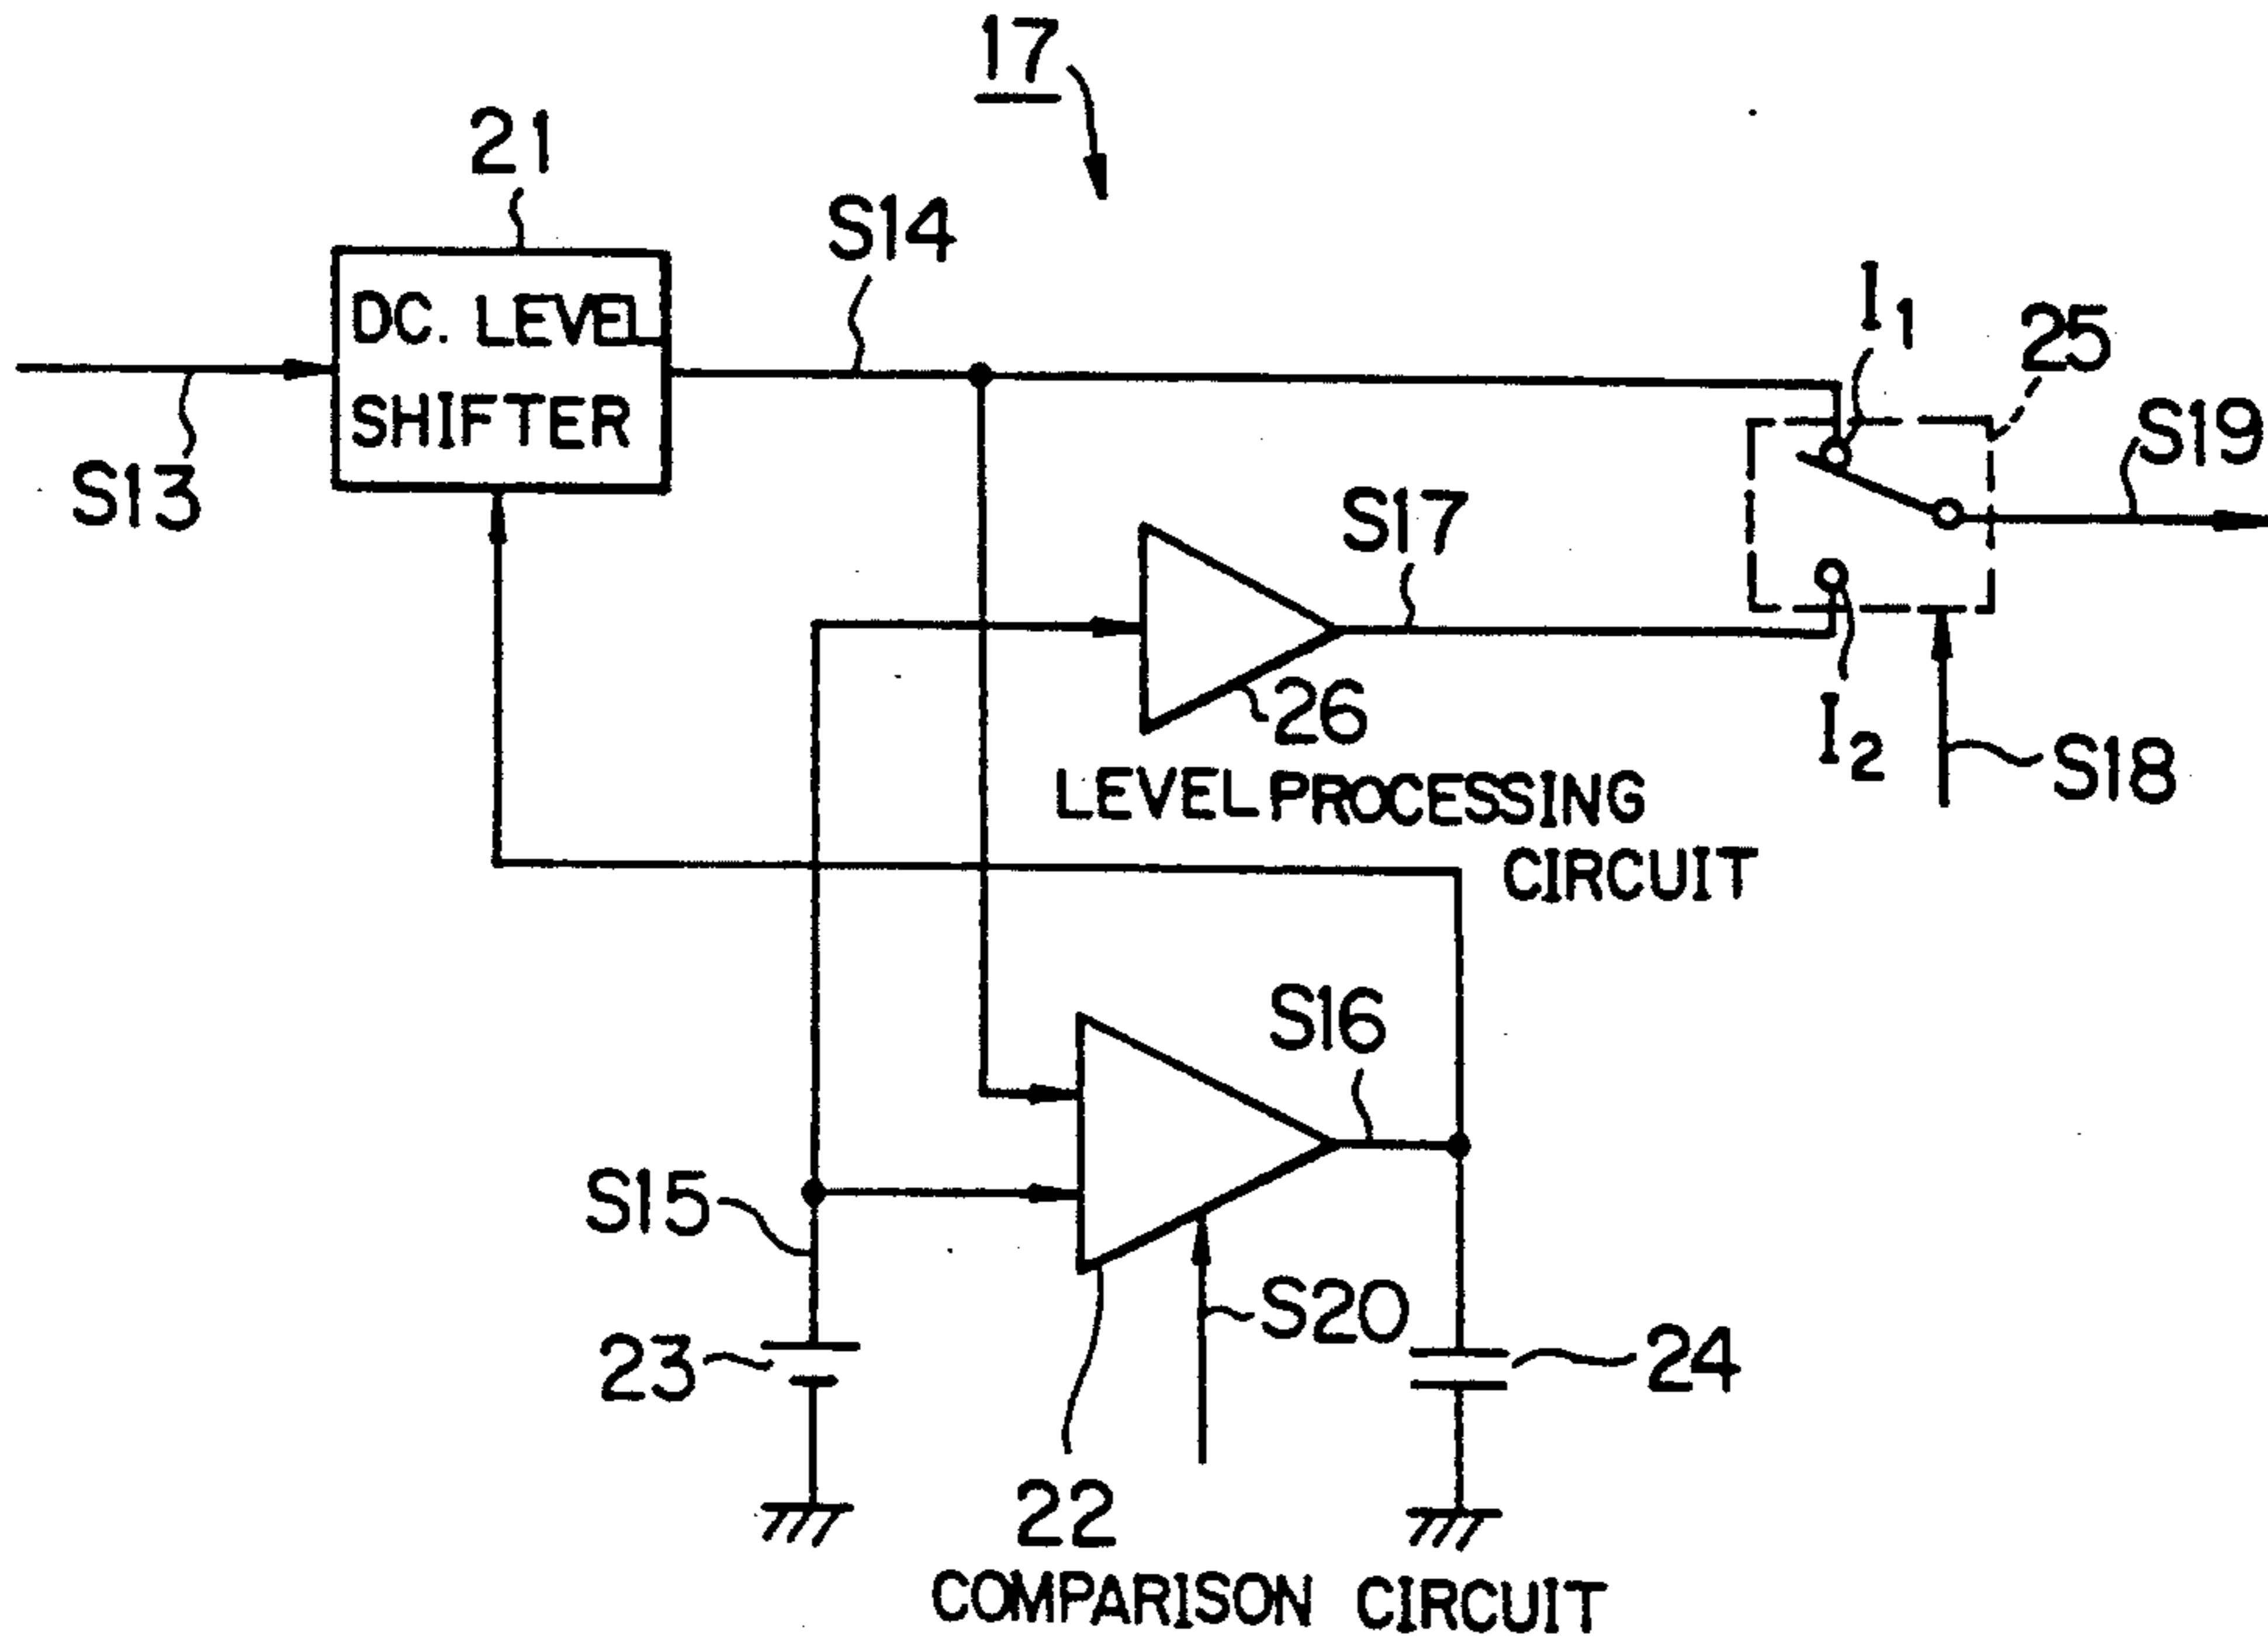 17
21
S14
I1
25
DC. LEVEL
SHIFTER
S19
S13
S17
26
I2
S18
LEVEL PROCESSING
CIRCUIT
S16
S15
S20
23
24
22
COMPARISON CIRCUIT